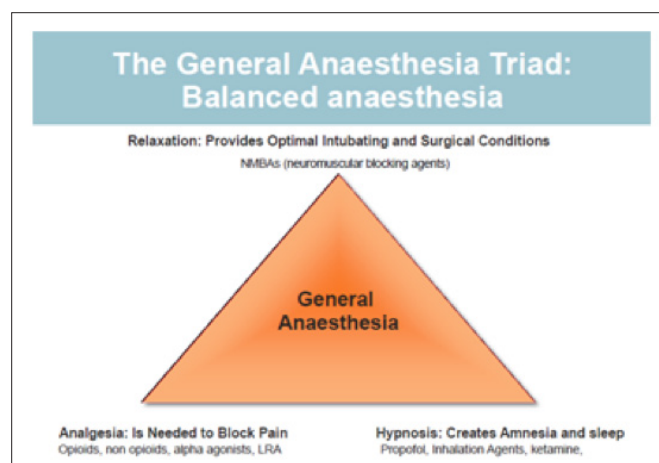 The General Anaesthesia Triad:
Balanced anaesthesia
Relaxation: Provides Optimal Intubating and Surgical Conditions
NMBAs (neuromuscular blocking agents)
General
Anaesthesia
Analgesia: Is Needed to Block Pain
Opioids, non opioids, alpha agonists, LRA
Hypnosis: Creates Amnesia and sleep
Propofol, Inhalation Agents, ketamine,